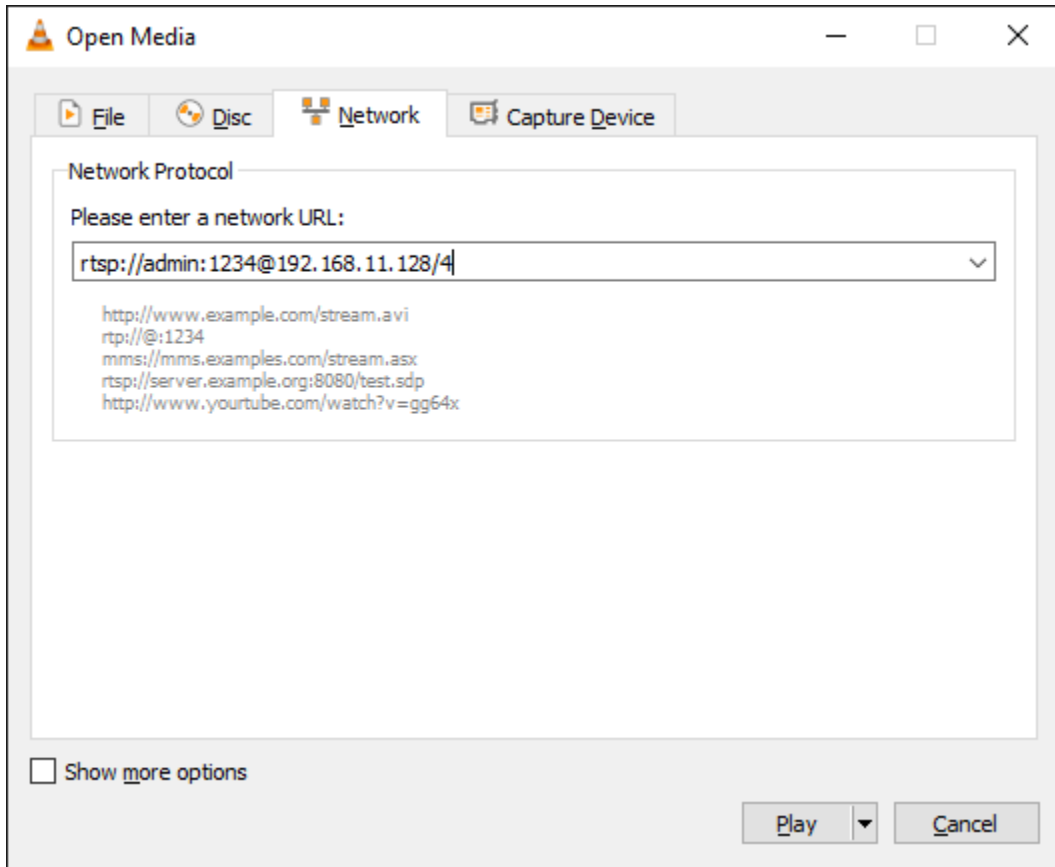 Open Media
File
Disc
Network
Capture Device
Network Protocol
Please enter a network URL:
rtsp://admin:1234@192.168.11.128/4
http://www.example.com/stream.avi
rtp://@:1234
mms://mms.examples.com/stream.asx
rtsp://server.example.org:8080/test.sdp
http://www.yourtube.com/watch?v=gg64x
Show more options
Play
Cancel